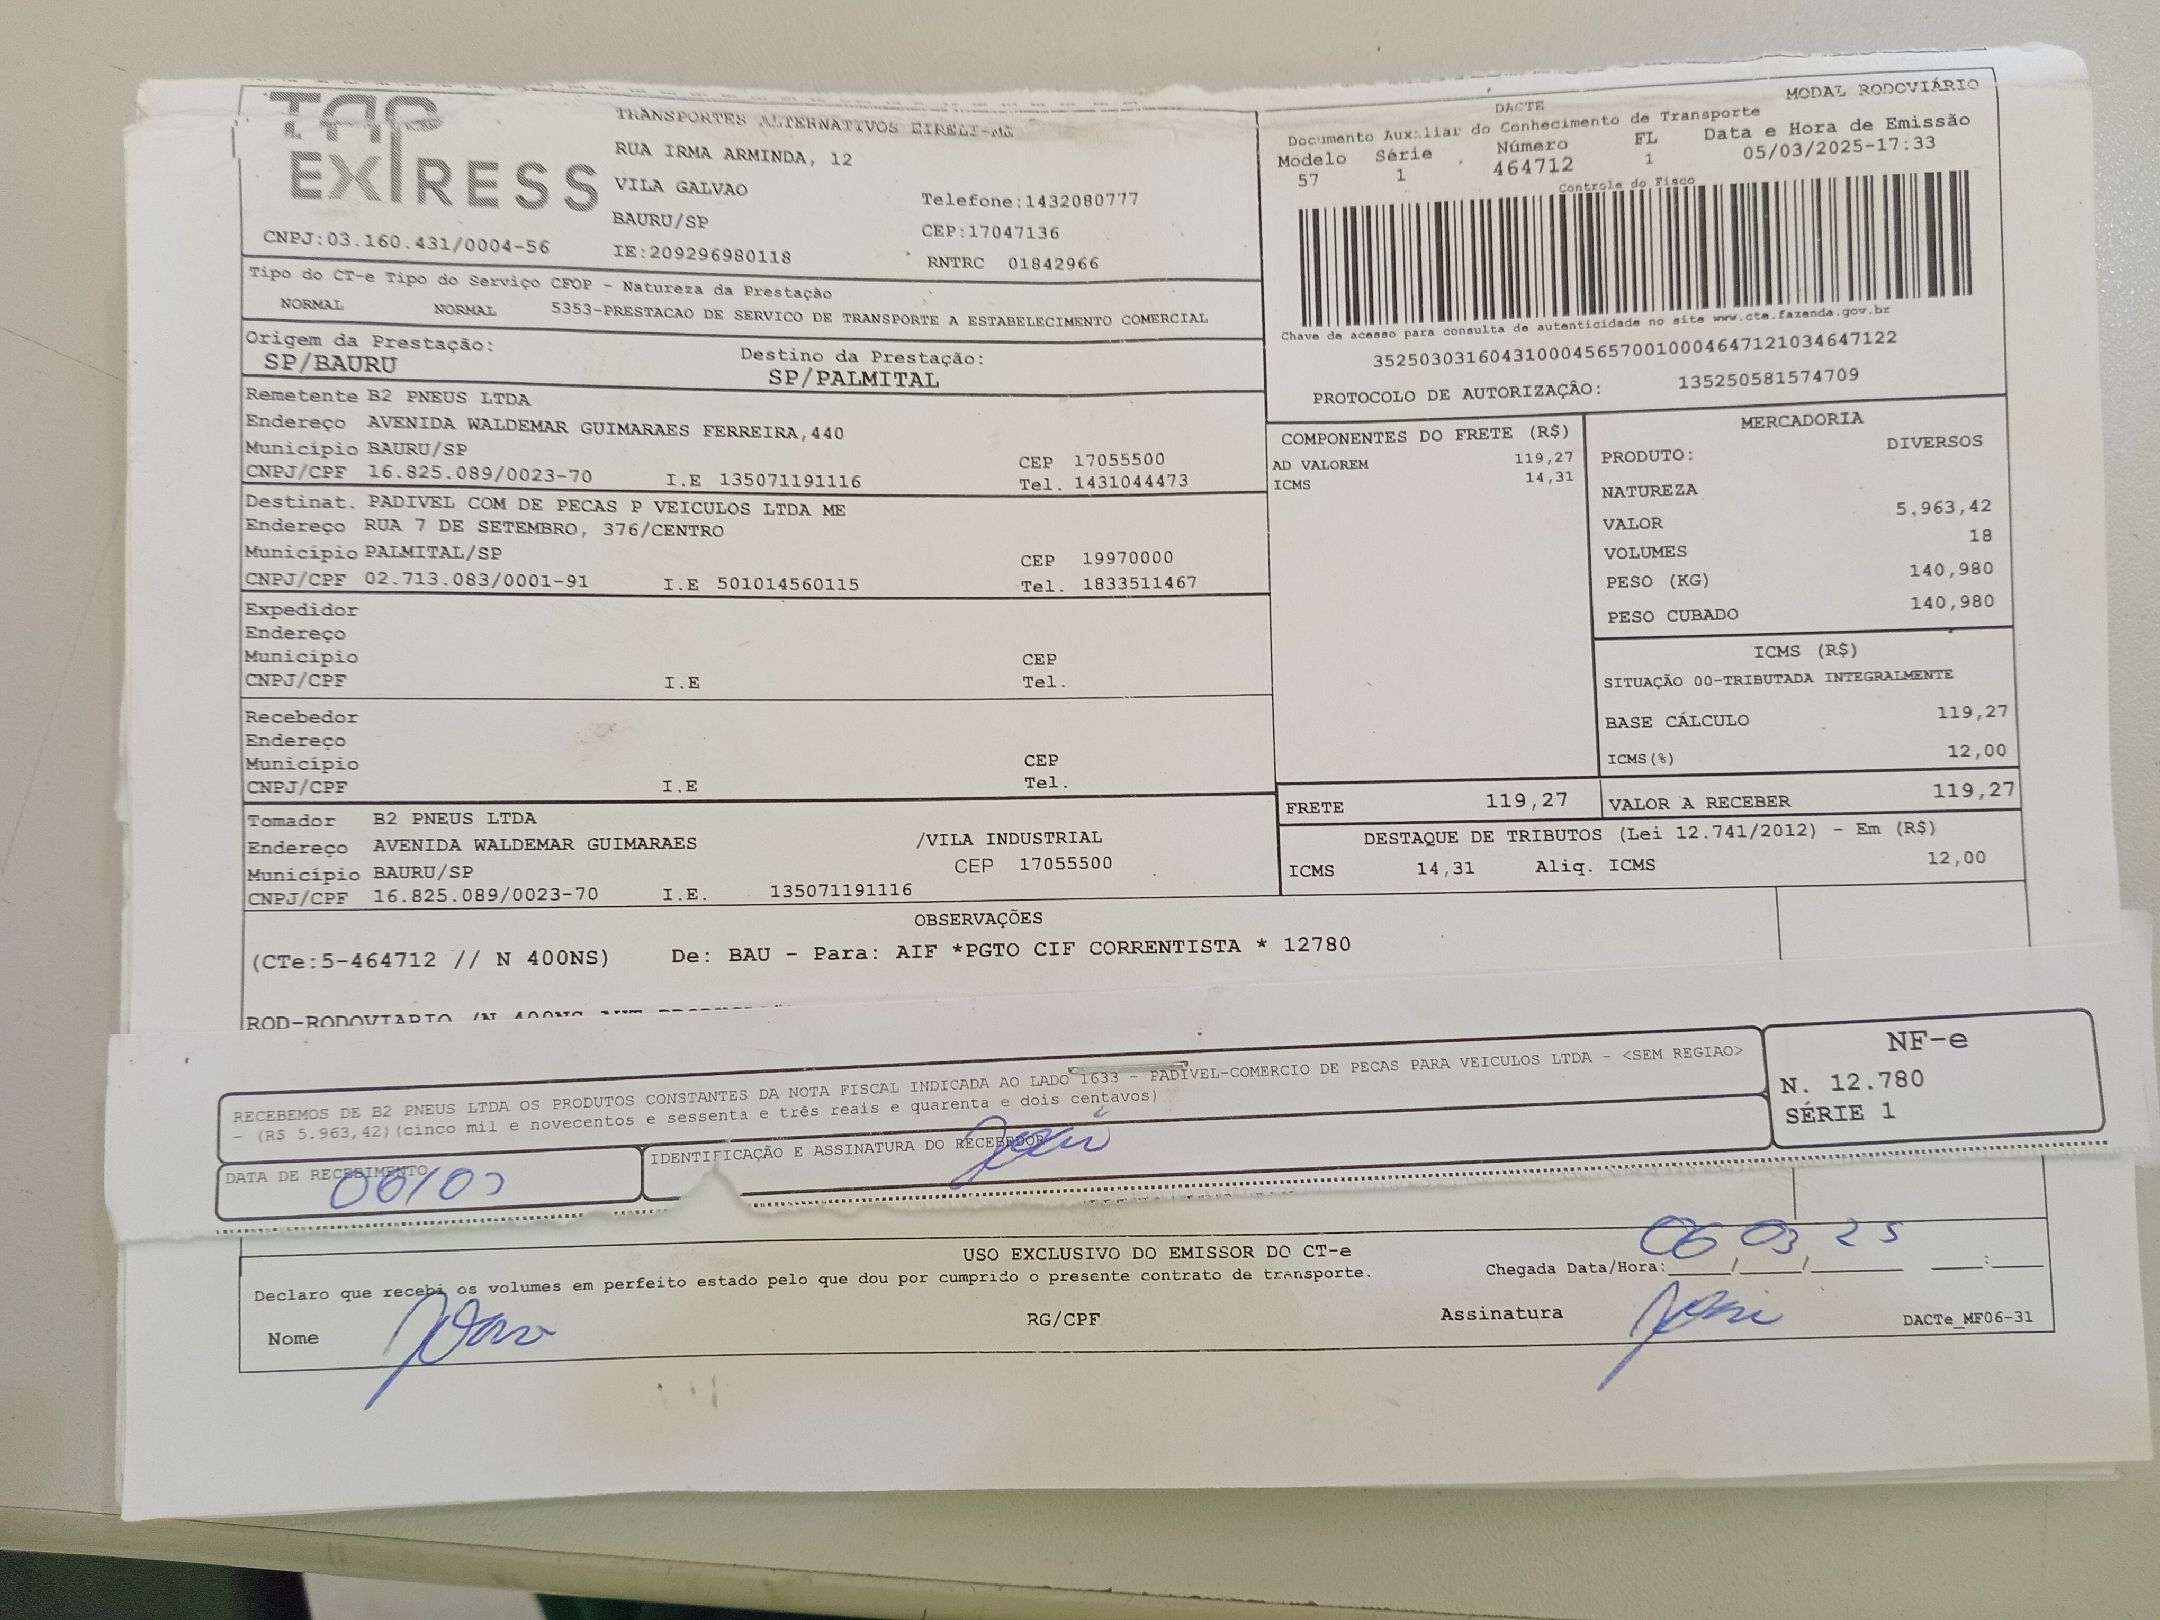 TAP
EXPRESS
CNPJ:03.160.431/0004-56
TRANSPORTES ALTERNATIVOS EIRELI-ME
RUA IRMA ARMINDA, 12
VILA GALVAO
BAURU/SP
IE:209296980118
Telefone:1432080777
CEP:17047136
RNTRC 01842966
MODAL RODOVIÁRIO
DACTE
Documento Auxiliar do Conhecimento de Transporte
Modelo Série Número FL Data e Hora de Emissão
57 1 464712 1 05/03/2025-17:33
Controle do Fisco
Chave de acesso para consulta de autenticidade no site www.cte.fazenda.gov.br
35250303160431000456570010004647121034647122
PROTOCOLO DE AUTORIZAÇÃO: 135250581574709
Tipo do CT-e Tipo do Serviço CFOP - Natureza da Prestação
NORMAL NORMAL 5353-PRESTACAO DE SERVICO DE TRANSPORTE A ESTABELECIMENTO COMERCIAL
Origem da Prestação: Destino da Prestação:
SP/BAURU SP/PALMITAL
Remetente B2 PNEUS LTDA
Endereço AVENIDA WALDEMAR GUIMARAES FERREIRA,440
Município BAURU/SP CEP 17055500
CNPJ/CPF 16.825.089/0023-70 I.E 135071191116 Tel. 1431044473
Destinat. PADIVEL COM DE PECAS P VEICULOS LTDA ME
Endereço RUA 7 DE SETEMBRO, 376/CENTRO
Município PALMITAL/SP CEP 19970000
CNPJ/CPF 02.713.083/0001-91 I.E 501014560115 Tel. 1833511467
Expedidor
Endereço
Município CEP
CNPJ/CPF I.E Tel.
Recebedor
Endereço
Município CEP
CNPJ/CPF I.E Tel.
Tomador B2 PNEUS LTDA
Endereço AVENIDA WALDEMAR GUIMARAES /VILA INDUSTRIAL
Município BAURU/SP CEP 17055500
CNPJ/CPF 16.825.089/0023-70 I.E. 135071191116
COMPONENTES DO FRETE (R$)
AD VALOREM 119,27
ICMS 14,31
MERCADORIA
PRODUTO: DIVERSOS
NATUREZA
VALOR 5.963,42
VOLUMES 18
PESO (KG) 140,980
PESO CUBADO 140,980
ICMS (R$)
SITUAÇÃO 00-TRIBUTADA INTEGRALMENTE
BASE CÁLCULO 119,27
ICMS(%) 12,00
FRETE 119,27 VALOR A RECEBER 119,27
DESTAQUE DE TRIBUTOS (Lei 12.741/2012) - Em (R$)
ICMS 14,31 Aliq. ICMS 12,00
OBSERVAÇÕES
(CTe:5-464712 // N 400NS) De: BAU - Para: AIF *PGTO CIF CORRENTISTA * 12780
ROD-RODOVIARIO /N 400NS
RECEBEMOS DE B2 PNEUS LTDA OS PRODUTOS CONSTANTES DA NOTA FISCAL INDICADA AO LADO 1633 - PADIVEL-COMERCIO DE PECAS PARA VEICULOS LTDA - <SEM REGIAO>
- (R$ 5.963,42)(cinco mil e novecentos e sessenta e três reais e quarenta e dois centavos)
DATA DE RECEBIMENTO
06/03
IDENTIFICAÇÃO E ASSINATURA DO RECEBEDOR
NF-e
N. 12.780
SÉRIE 1
USO EXCLUSIVO DO EMISSOR DO CT-e
Declaro que recebi os volumes em perfeito estado pelo que dou por cumprido o presente contrato de transporte.
Chegada Data/Hora: 06/03/25 :
Nome RG/CPF Assinatura
DACTe_MF06-31